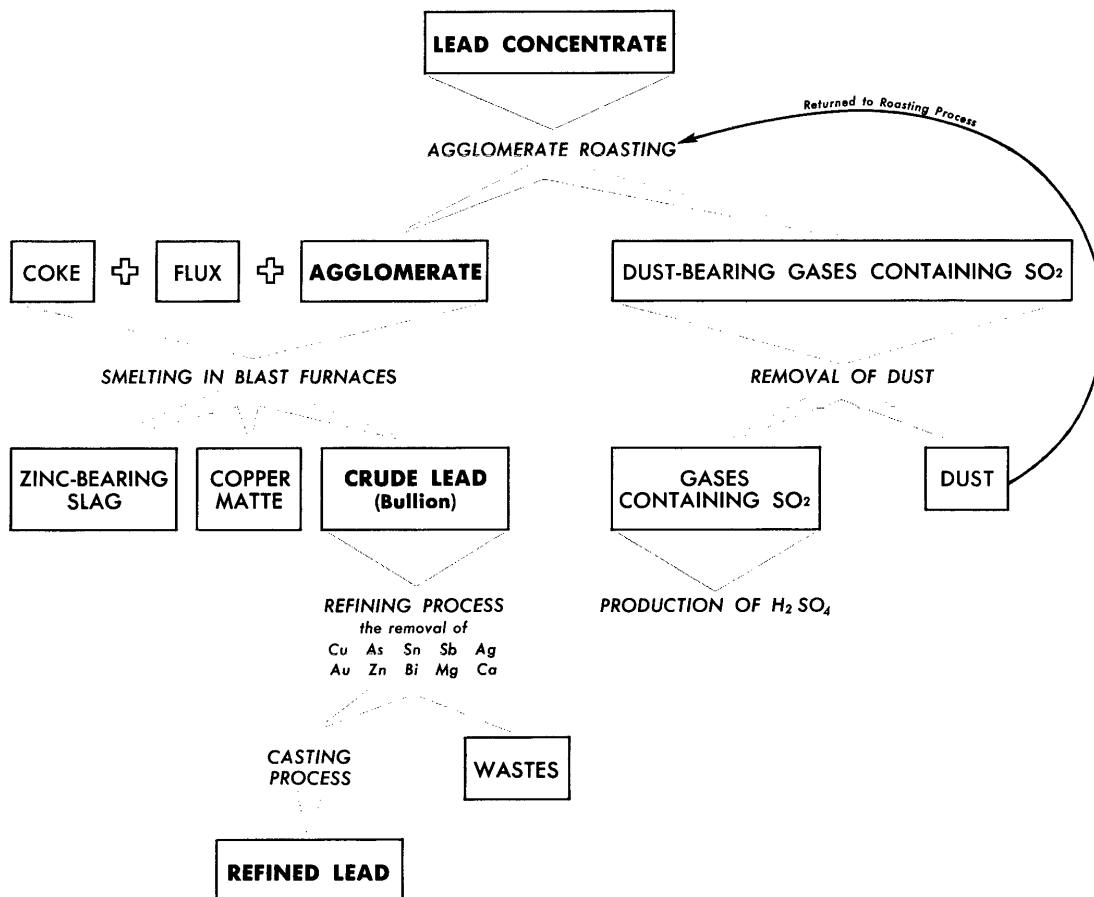 LEAD CONCENTRATE
Returned to Roasting Process
AGGLOMERATE ROASTING
COKE
FLUX
AGGLOMERATE
DUST-BEARING GASES CONTAINING SO2
SMELTING IN BLAST FURNACES
REMOVAL OF DUST
ZINC-BEARING
SLAG
COPPER
MATTE
CRUDE LEAD
(Bullion)
GASES
CONTAINING SO2
DUST
REFINING PROCESS
the removal of
Cu As Sn Sb Ag
Au Zn Bi Mg Ca
PRODUCTION OF H2 SO4
CASTING
PROCESS
WASTES
REFINED LEAD